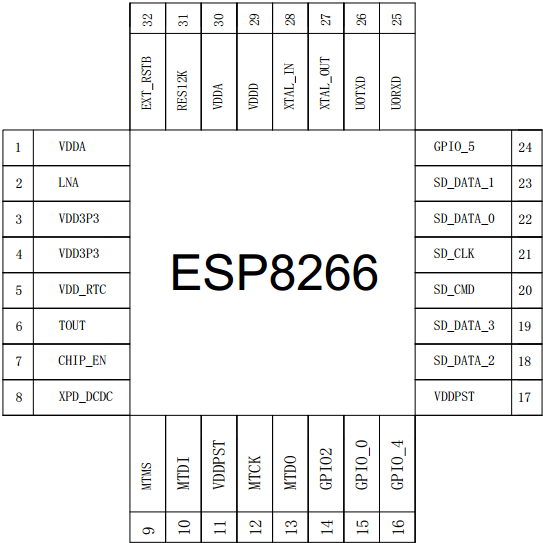 32 31 30 29 28 27 26 25
EXT_RSTB RES12K VDDA VDDD XTAL_IN XTAL_OUT UOTXD UORXD
1 VDDA GPIO_5 24
2 LNA SD_DATA_1 23
3 VDD3P3 SD_DATA_0 22
4 VDD3P3 SD_CLK 21
ESP8266
5 VDD_RTC SD_CMD 20
6 TOUT SD_DATA_3 19
7 CHIP_EN SD_DATA_2 18
8 XPD_DCDC VDDPST 17
MTMS MTDI VDDPST MTCK MTDO GPIO2 GPIO_0 GPIO_4
9 10 11 12 13 14 15 16